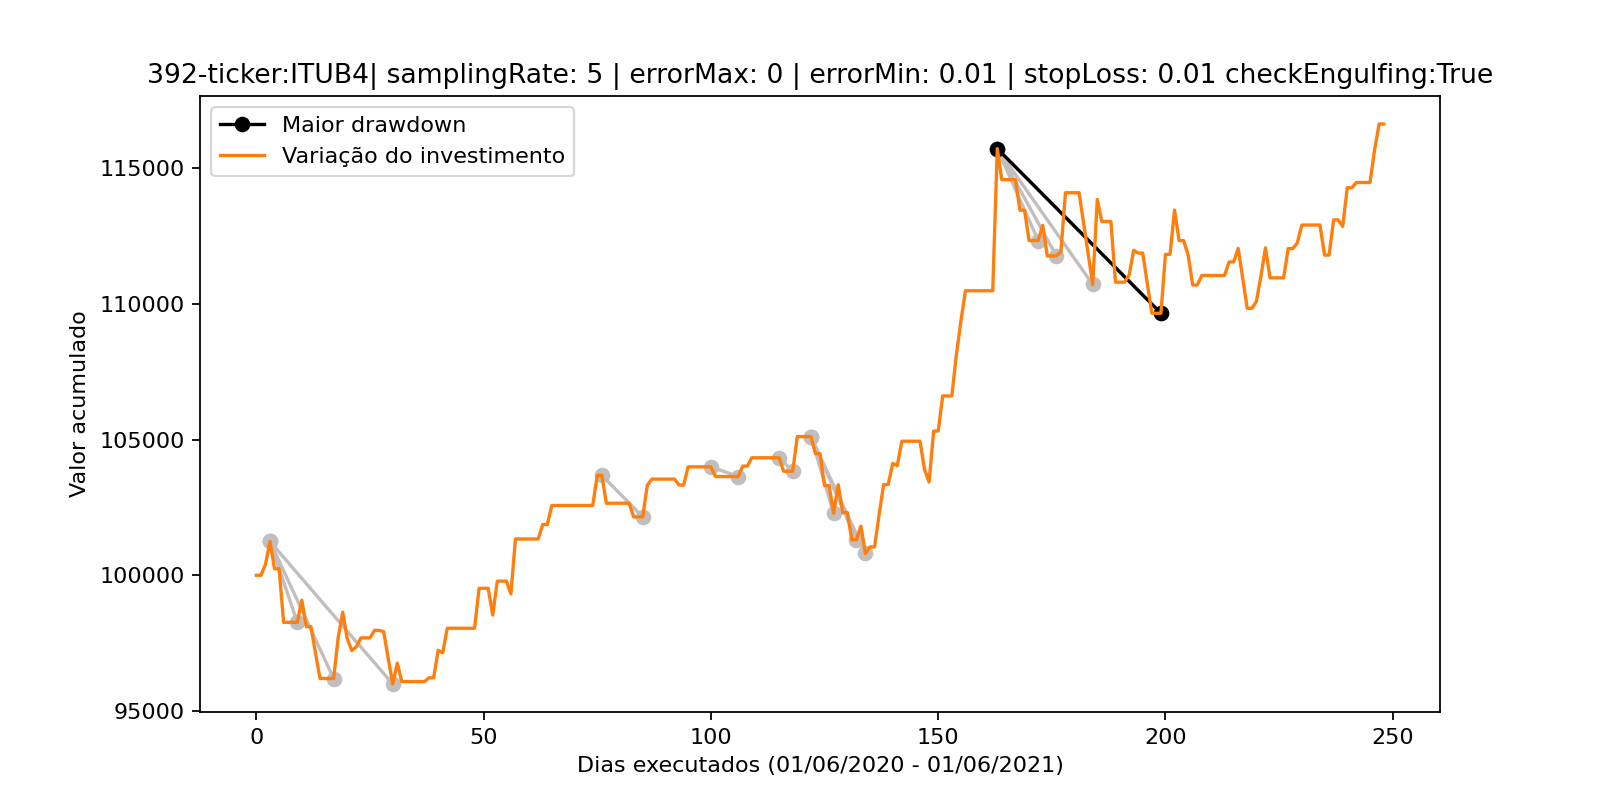 392-ticker:ITUB4| samplingRate: 5 | errorMax: 0 | errorMin: 0.01 | stopLoss: 0.01 checkEngulfing:True
Maior drawdown
Variação do investimento
115000
110000
105000
100000
95000
Valor acumulado
0 50 100 150 200 250
Dias executados (01/06/2020 - 01/06/2021)